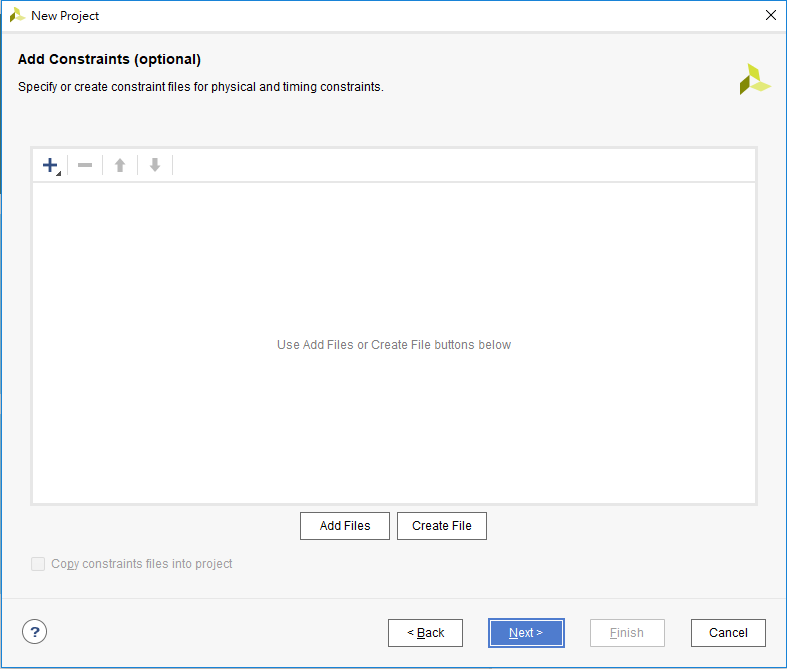 New Project
Add Constraints (optional)
Specify or create constraint files for physical and timing constraints.
Use Add Files or Create File buttons below
Add Files
Create File
Copy constraints files into project
?
< Back
Next >
Finish
Cancel